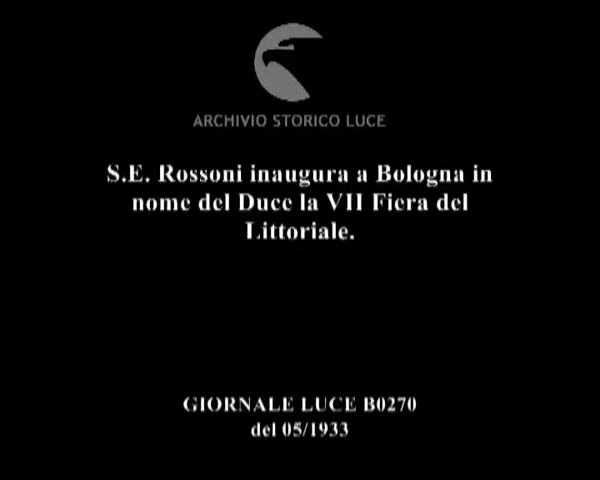 ARCHIVIO STORICO LUCE
S.E. Rossoni inaugura a Bologna in
nome del Duce la VII Fiera del
Littoriale.
GIORNALE LUCE B0270
del 05/1933